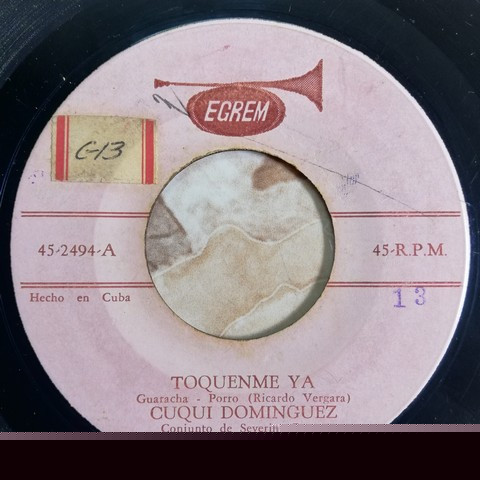 EGREM
C-13
45-2494-A
45-R.P.M.
Hecho en Cuba
13
TOQUENME YA
Guaracha - Porro (Ricardo Vergara)
CUQUI DOMINGUEZ
Conjunto de